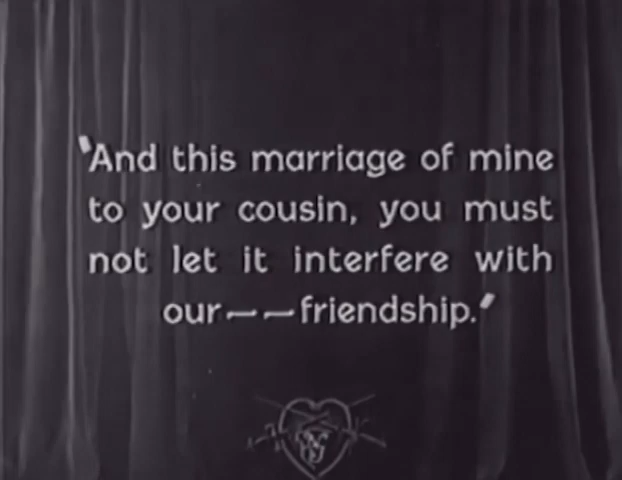 "And this marriage of mine
to your cousin, you must
not let it interfere with
our——friendship."